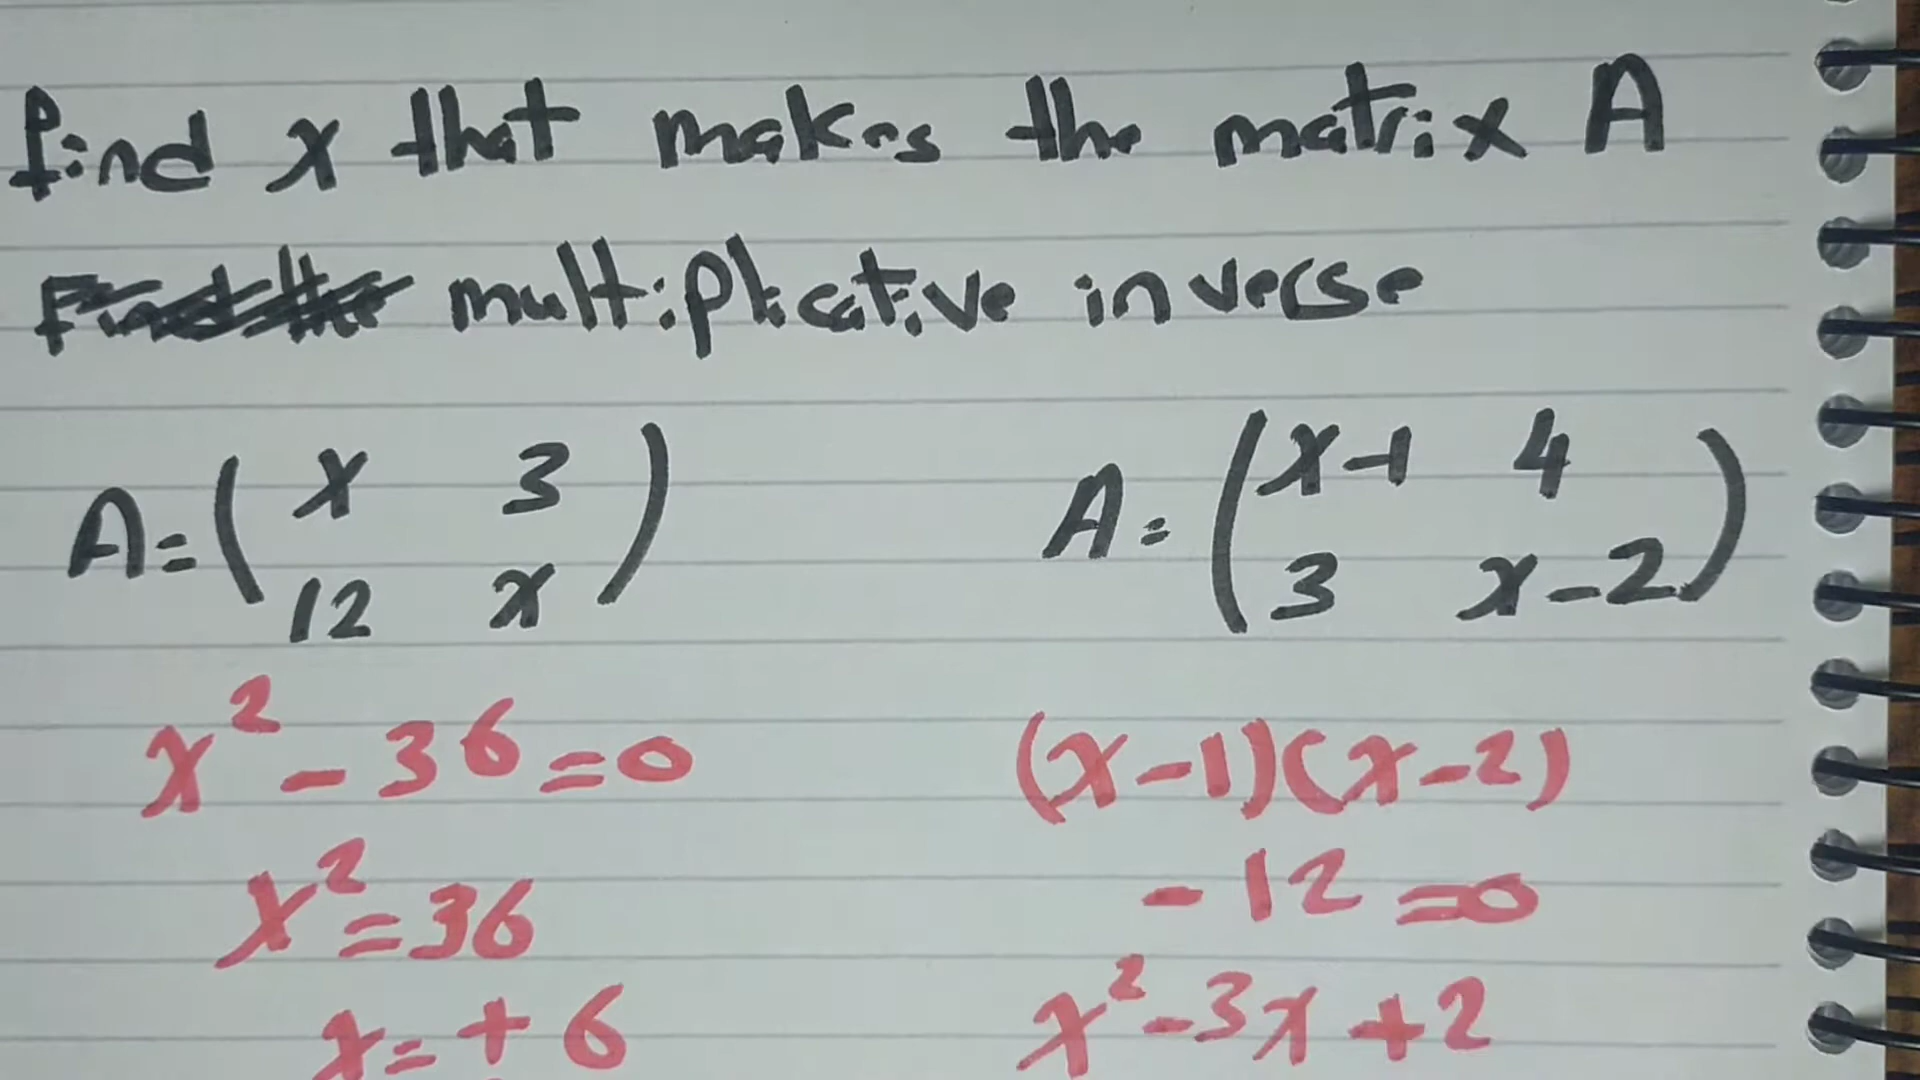 find x that makes the matrix A
multiplicative inverse
A = ( x 3
12 x )
A = ( x-1 4
3 x-2 )
x² - 36 = 0
x² = 36
x = + 6
(x-1)(x-2)
- 12 = 0
x² - 3x + 2